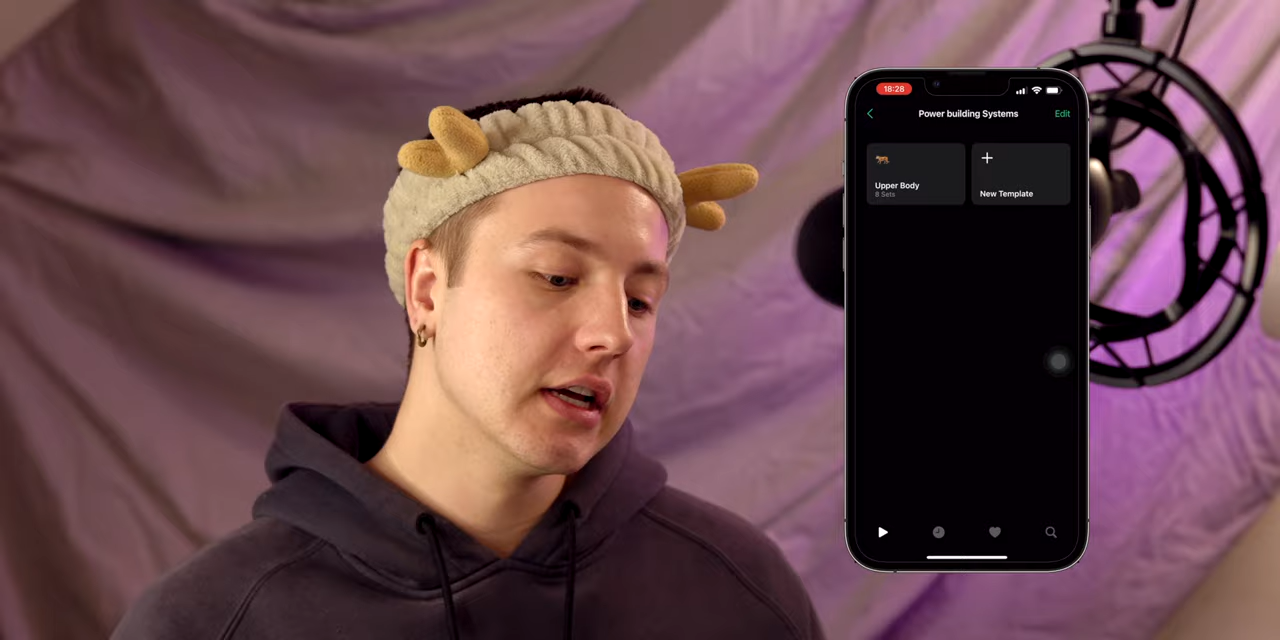 18:28
Power building Systems
Edit
Upper Body
8 Sets
New Template